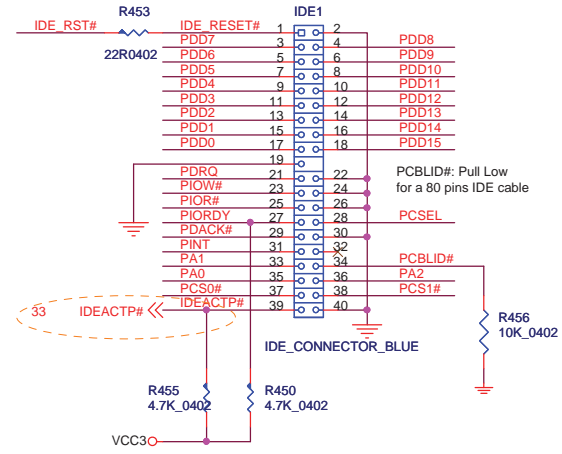 R453 IDE1
IDE_RST# IDE_RESET# 1 2
22R0402 PDD7 3 4 PDD8
PDD6 5 6 PDD9
PDD5 7 8 PDD10
PDD4 9 10 PDD11
PDD3 11 12 PDD12
PDD2 13 14 PDD13
PDD1 15 16 PDD14
PDD0 17 18 PDD15
19
PCBLID#: Pull Low
for a 80 pins IDE cable
PDRQ 21 22
PIOW# 23 24
PIOR# 25 26
PIORDY 27 28 PCSEL
PDACK# 29 30
PINT 31 32
PA1 33 34 PCBLID#
PA0 35 36 PA2
PCS0# 37 38 PCS1#
33 IDEACTP# IDEACTP# 39 40
R456
10K_0402
IDE_CONNECTOR_BLUE
R455 R450
4.7K_0402 4.7K_0402
VCC3